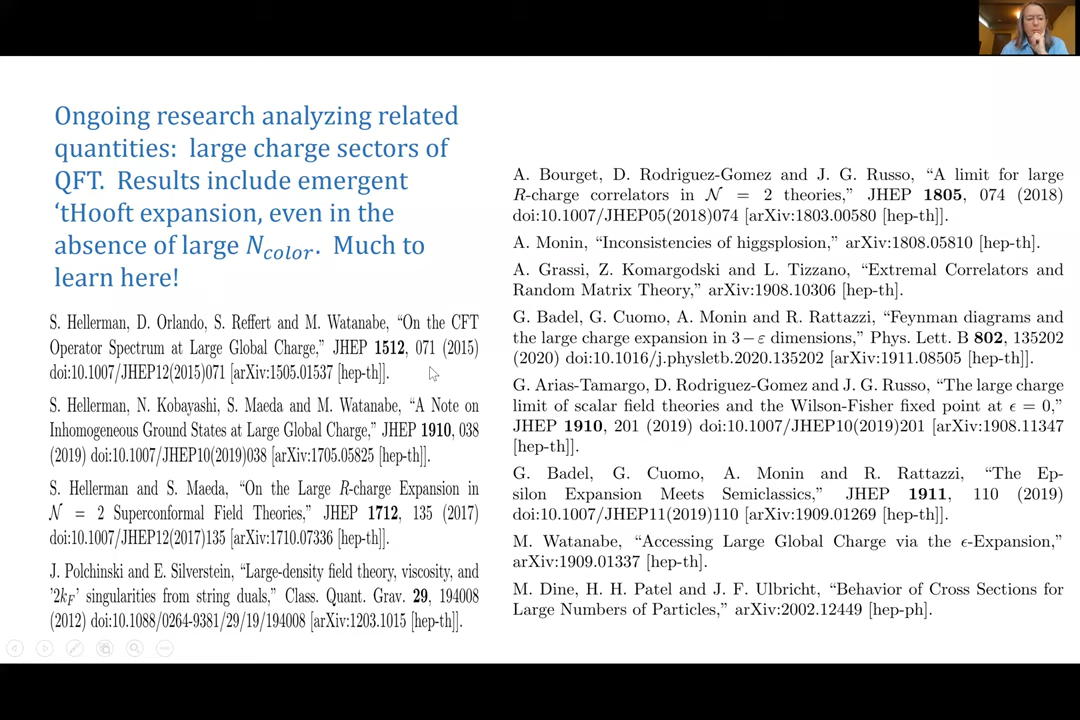 Ongoing research analyzing related
quantities:  large charge sectors of
QFT.  Results include emergent
‘tHooft expansion, even in the
absence of large N_color.  Much to
learn here!
S. Hellerman, D. Orlando, S. Reffert and M. Watanabe, “On the CFT
Operator Spectrum at Large Global Charge,” JHEP 1512, 071 (2015)
doi:10.1007/JHEP12(2015)071 [arXiv:1505.01537 [hep-th]].
S. Hellerman, N. Kobayashi, S. Maeda and M. Watanabe, “A Note on
Inhomogeneous Ground States at Large Global Charge,” JHEP 1910, 038
(2019) doi:10.1007/JHEP10(2019)038 [arXiv:1705.05825 [hep-th]].
S. Hellerman and S. Maeda, “On the Large R-charge Expansion in
𝒩 = 2 Superconformal Field Theories,” JHEP 1712, 135 (2017)
doi:10.1007/JHEP12(2017)135 [arXiv:1710.07336 [hep-th]].
J. Polchinski and E. Silverstein, “Large-density field theory, viscosity, and
’2k_F’ singularities from string duals,” Class. Quant. Grav. 29, 194008
(2012) doi:10.1088/0264-9381/29/19/194008 [arXiv:1203.1015 [hep-th]].
A. Bourget, D. Rodriguez-Gomez and J. G. Russo, “A limit for large
R-charge correlators in 𝒩 = 2 theories,” JHEP 1805, 074 (2018)
doi:10.1007/JHEP05(2018)074 [arXiv:1803.00580 [hep-th]].
A. Monin, “Inconsistencies of higgsplosion,” arXiv:1808.05810 [hep-th].
A. Grassi, Z. Komargodski and L. Tizzano, “Extremal Correlators and
Random Matrix Theory,” arXiv:1908.10306 [hep-th].
G. Badel, G. Cuomo, A. Monin and R. Rattazzi, “Feynman diagrams and
the large charge expansion in 3 − ε dimensions,” Phys. Lett. B 802, 135202
(2020) doi:10.1016/j.physletb.2020.135202 [arXiv:1911.08505 [hep-th]].
G. Arias-Tamargo, D. Rodriguez-Gomez and J. G. Russo, “The large charge
limit of scalar field theories and the Wilson-Fisher fixed point at ϵ = 0,”
JHEP 1910, 201 (2019) doi:10.1007/JHEP10(2019)201 [arXiv:1908.11347
[hep-th]].
G. Badel, G. Cuomo, A. Monin and R. Rattazzi, “The Ep-
silon Expansion Meets Semiclassics,” JHEP 1911, 110 (2019)
doi:10.1007/JHEP11(2019)110 [arXiv:1909.01269 [hep-th]].
M. Watanabe, “Accessing Large Global Charge via the ϵ-Expansion,”
arXiv:1909.01337 [hep-th].
M. Dine, H. H. Patel and J. F. Ulbricht, “Behavior of Cross Sections for
Large Numbers of Particles,” arXiv:2002.12449 [hep-ph].